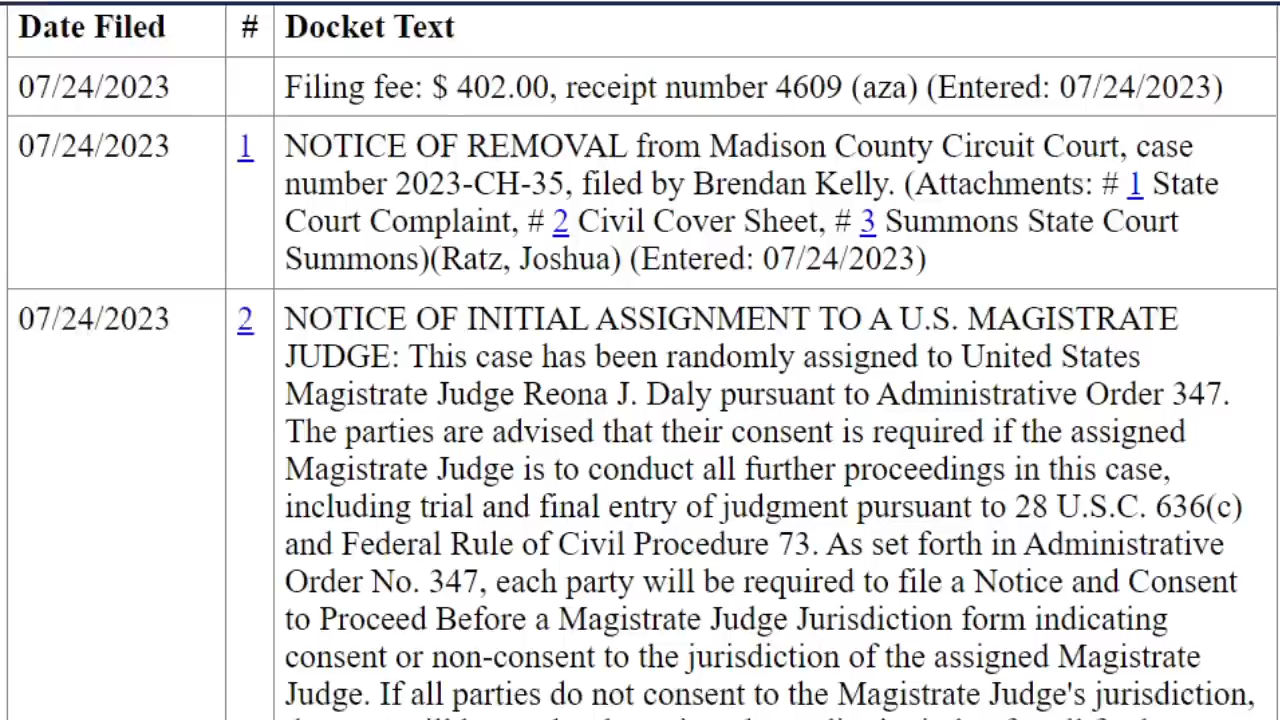 Date Filed # Docket Text
07/24/2023 Filing fee: $ 402.00, receipt number 4609 (aza) (Entered: 07/24/2023)
07/24/2023 1 NOTICE OF REMOVAL from Madison County Circuit Court, case
number 2023-CH-35, filed by Brendan Kelly. (Attachments: # 1 State
Court Complaint, # 2 Civil Cover Sheet, # 3 Summons State Court
Summons)(Ratz, Joshua) (Entered: 07/24/2023)
07/24/2023 2 NOTICE OF INITIAL ASSIGNMENT TO A U.S. MAGISTRATE
JUDGE: This case has been randomly assigned to United States
Magistrate Judge Reona J. Daly pursuant to Administrative Order 347.
The parties are advised that their consent is required if the assigned
Magistrate Judge is to conduct all further proceedings in this case,
including trial and final entry of judgment pursuant to 28 U.S.C. 636(c)
and Federal Rule of Civil Procedure 73. As set forth in Administrative
Order No. 347, each party will be required to file a Notice and Consent
to Proceed Before a Magistrate Judge Jurisdiction form indicating
consent or non-consent to the jurisdiction of the assigned Magistrate
Judge. If all parties do not consent to the Magistrate Judge's jurisdiction,